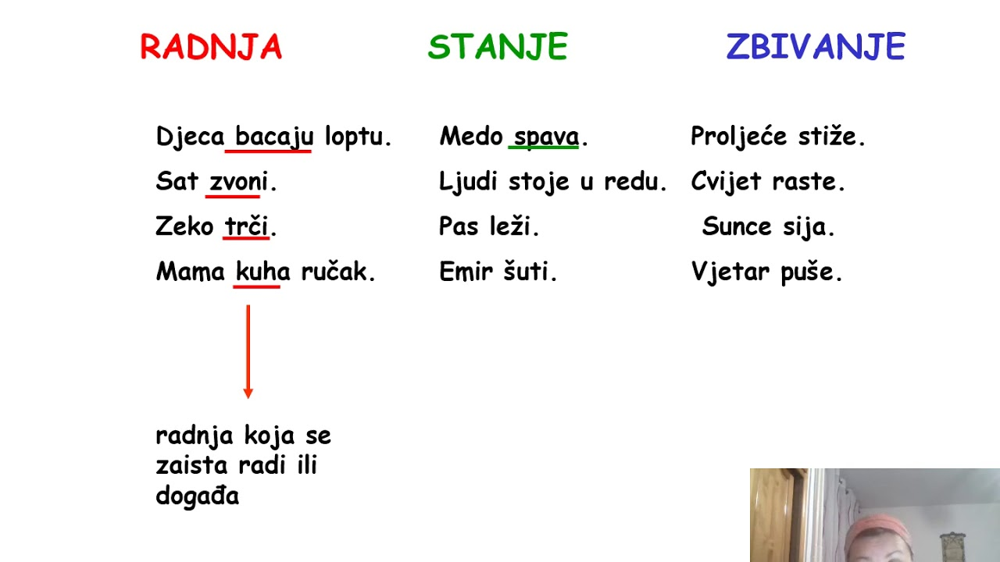 RADNJA
STANJE
ZBIVANJE
Djeca bacaju loptu.
Sat zvoni.
Zeko trči.
Mama kuha ručak.
Medo spava.
Ljudi stoje u redu.
Pas leži.
Emir šuti.
Proljeće stiže.
Cvijet raste.
Sunce sija.
Vjetar puše.
radnja koja se
zaista radi ili
događa